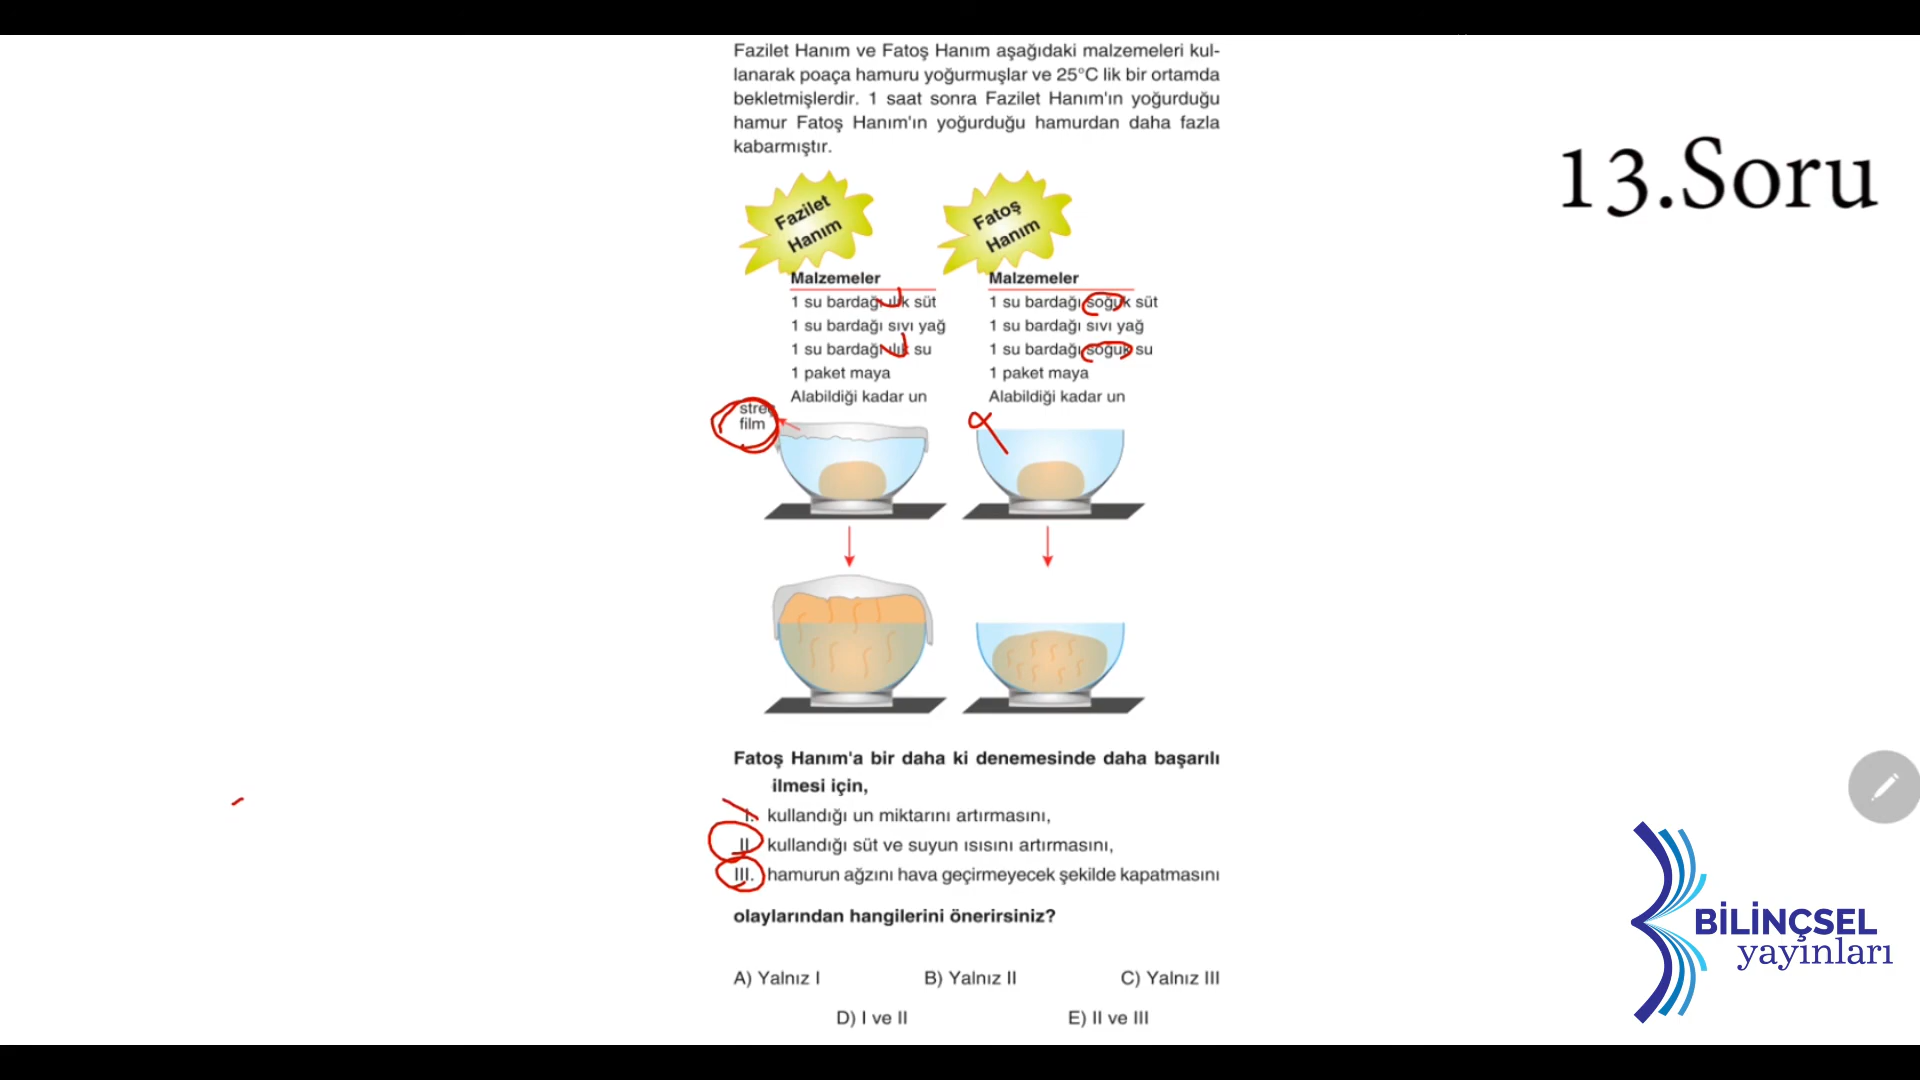 Fazilet Hanım ve Fatoş Hanım aşağıdaki malzemeleri kul-
lanarak poaça hamuru yoğurmuşlar ve 25°C lik bir ortamda
bekletmişlerdir. 1 saat sonra Fazilet Hanım'ın yoğurduğu
hamur Fatoş Hanım'ın yoğurduğu hamurdan daha fazla
kabarmıştır.
13.Soru
Fazilet
Hanım
Malzemeler
1 su bardağı ılık süt
1 su bardağı sıvı yağ
1 su bardağı ılık su
1 paket maya
Alabildiği kadar un
streç
film
Fatoş
Hanım
Malzemeler
1 su bardağı soğuk süt
1 su bardağı sıvı yağ
1 su bardağı soğuk su
1 paket maya
Alabildiği kadar un
Fatoş Hanım'a bir daha ki denemesinde daha başarılı
ilmesi için,
I. kullandığı un miktarını artırmasını,
II. kullandığı süt ve suyun ısısını artırmasını,
III. hamurun ağzını hava geçirmeyecek şekilde kapatmasını
olaylarından hangilerini önerirsiniz?
A) Yalnız I B) Yalnız II C) Yalnız III
D) I ve II E) II ve III
BİLİNÇSEL
yayınları